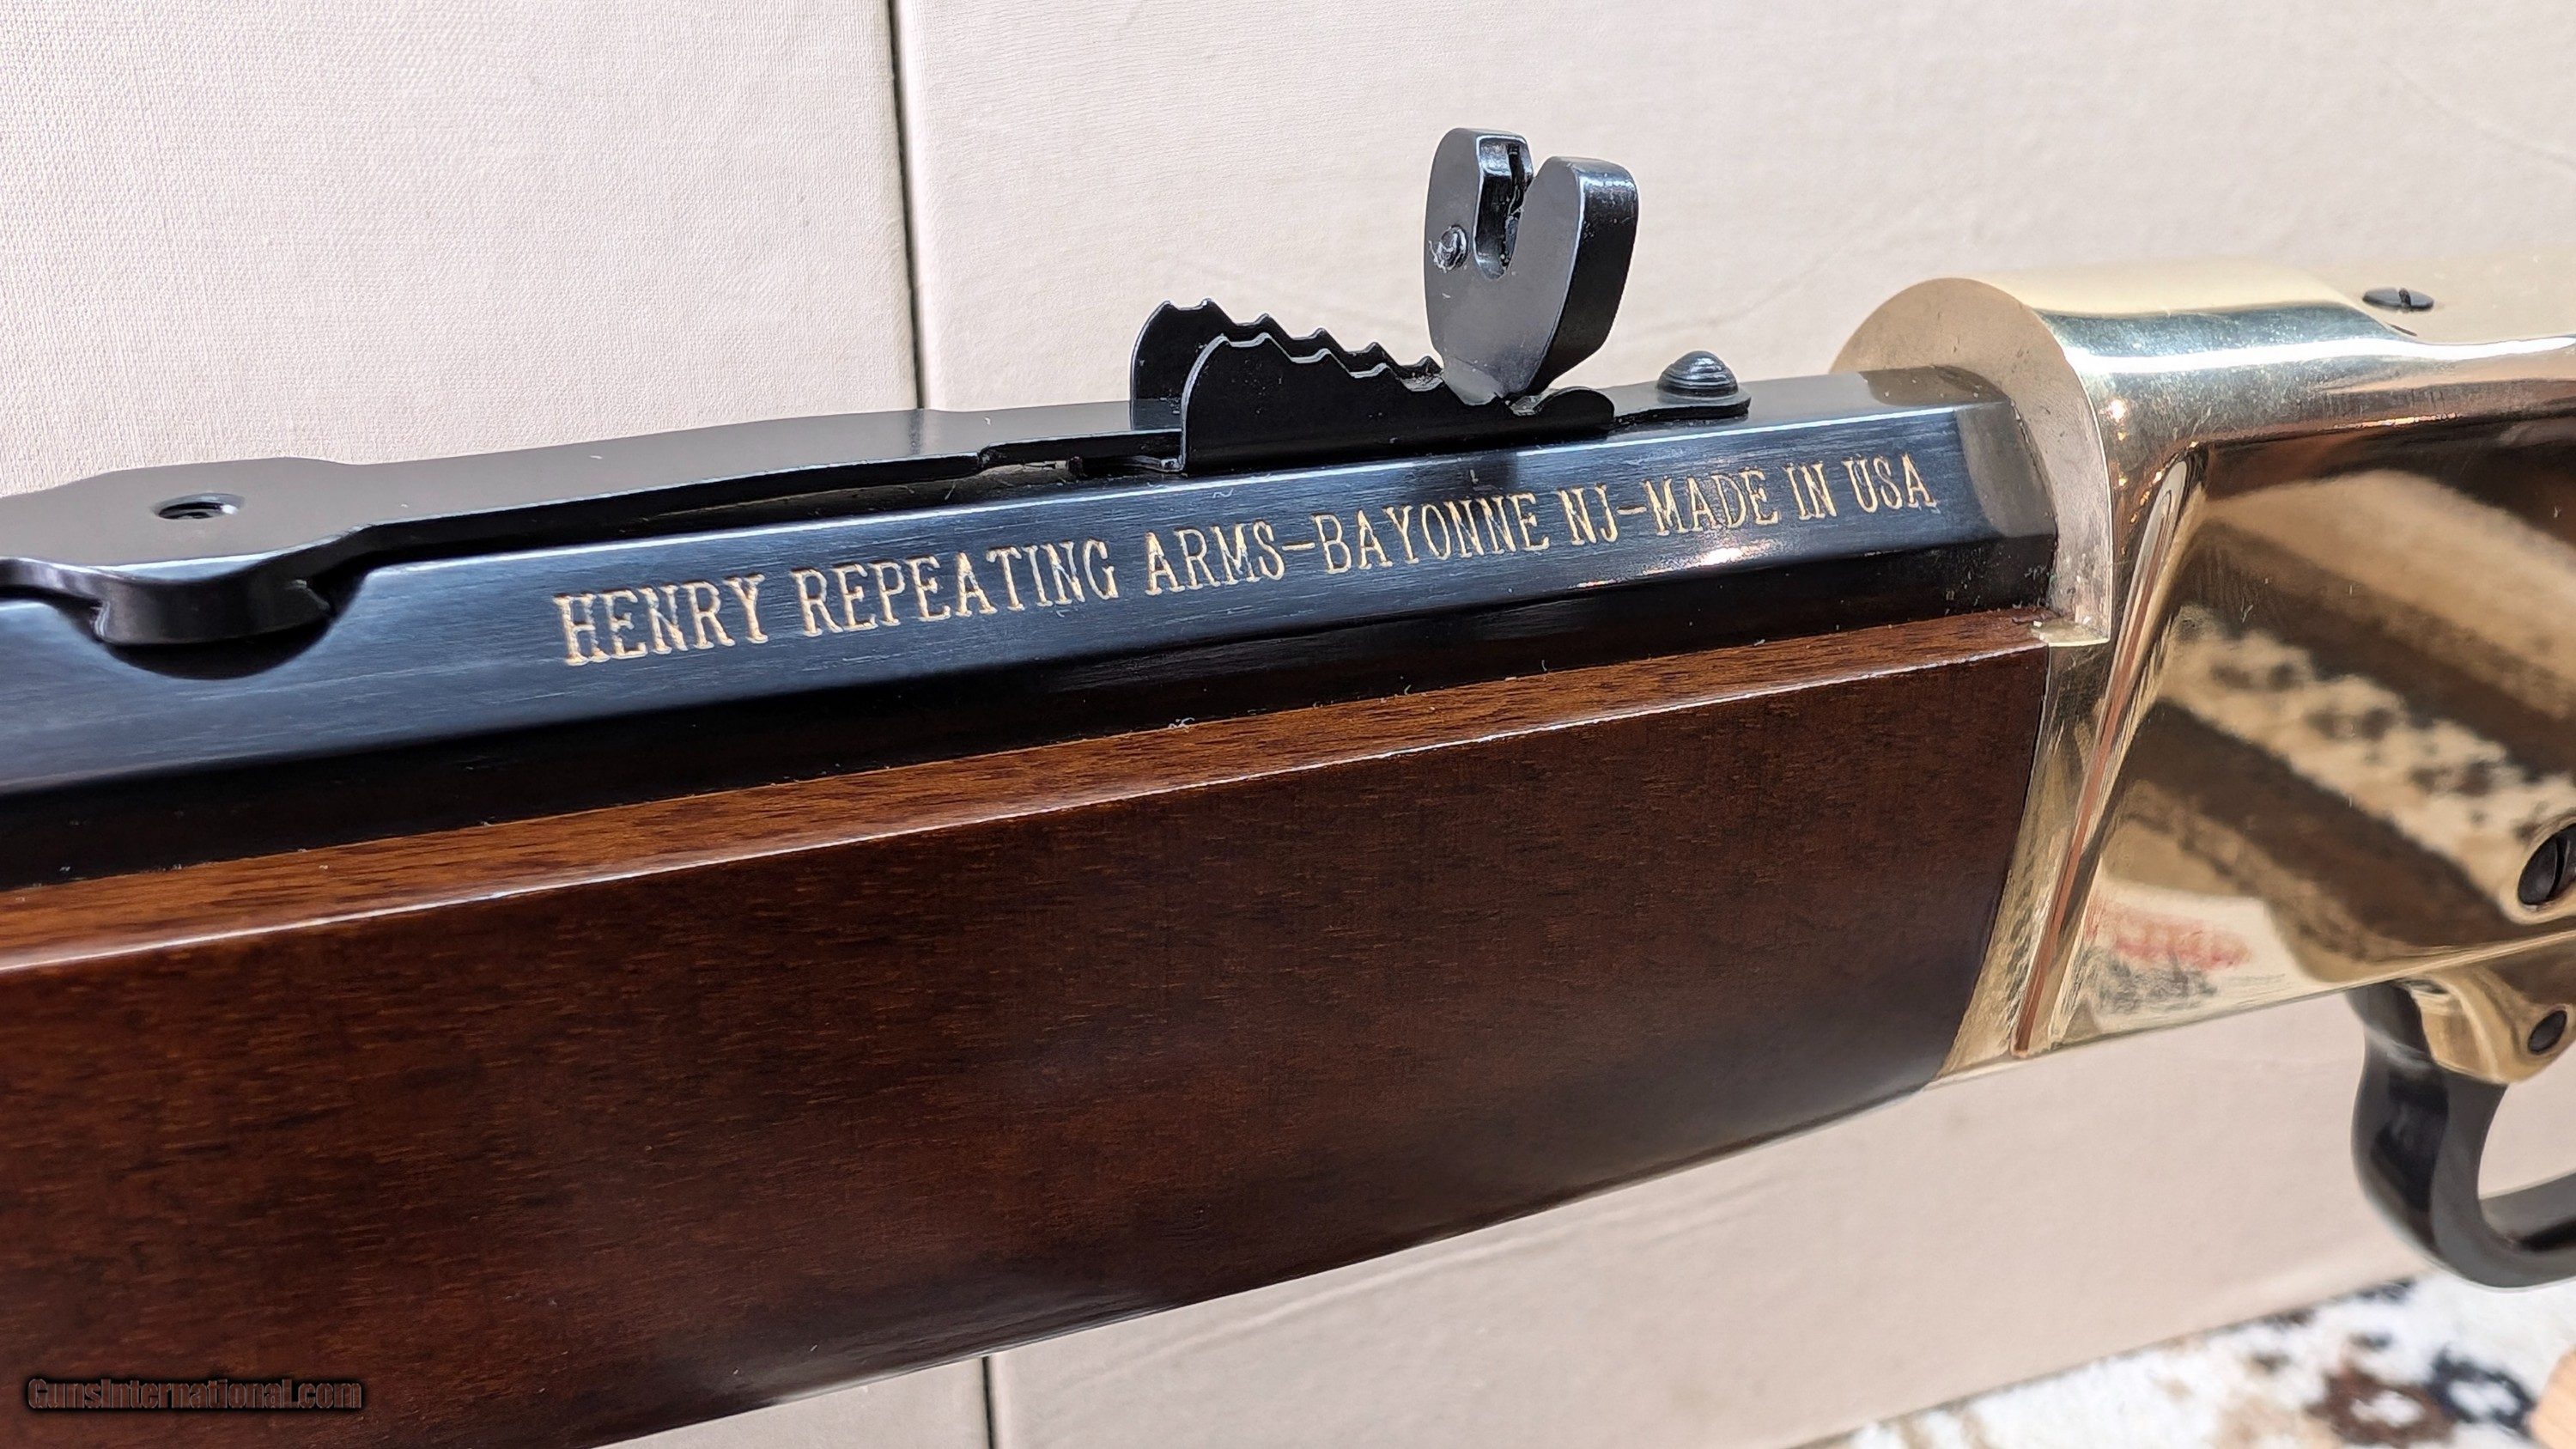 HENRY REPEATING ARMS-BAYONNE NJ-MADE IN USA
GunsInternational.com